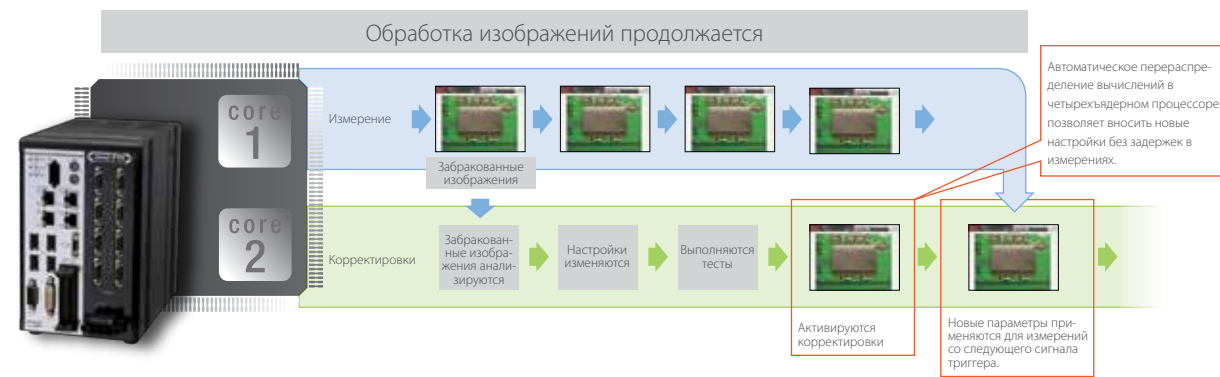 Обработка изображений продолжается
Автоматическое перераспре-
деление вычислений в
четырехъядерном процессоре
позволяет вносить новые
настройки без задержек в
измерениях.
core
1
Измерение
Забракованные
изображения
core
2
Корректировки
Забракован-
ные изобра-
жения анали-
зируются
Настройки
изменяются
Выполняются
тесты
Активируются
корректировки
Новые параметры при-
меняются для измерений
со следующего сигнала
триггера.